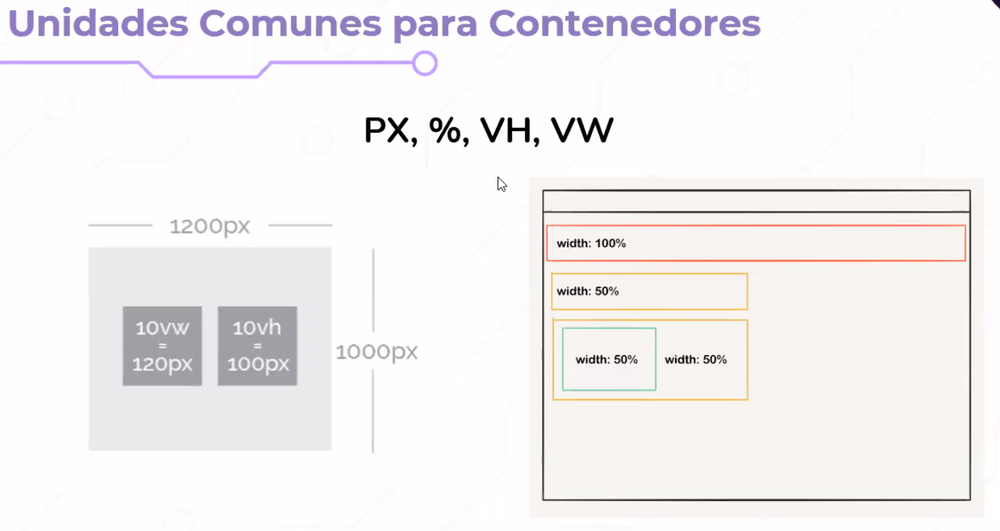 Unidades Comunes para Contenedores
PX, %, VH, VW
1200px
10vw
=
120px
10vh
=
100px
1000px
width: 100%
width: 50%
width: 50%
width: 50%